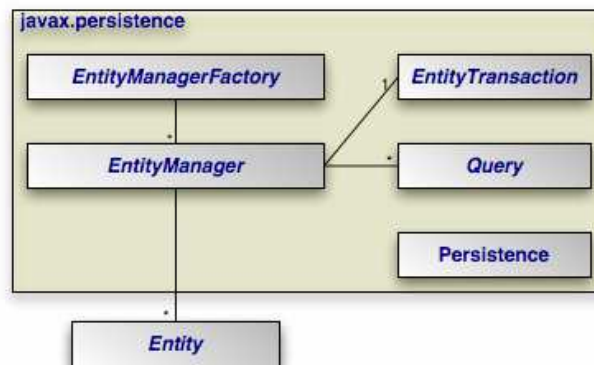 javax.persistence
EntityManagerFactory
1
EntityTransaction
*
EntityManager
*
Query
Persistence
*
Entity